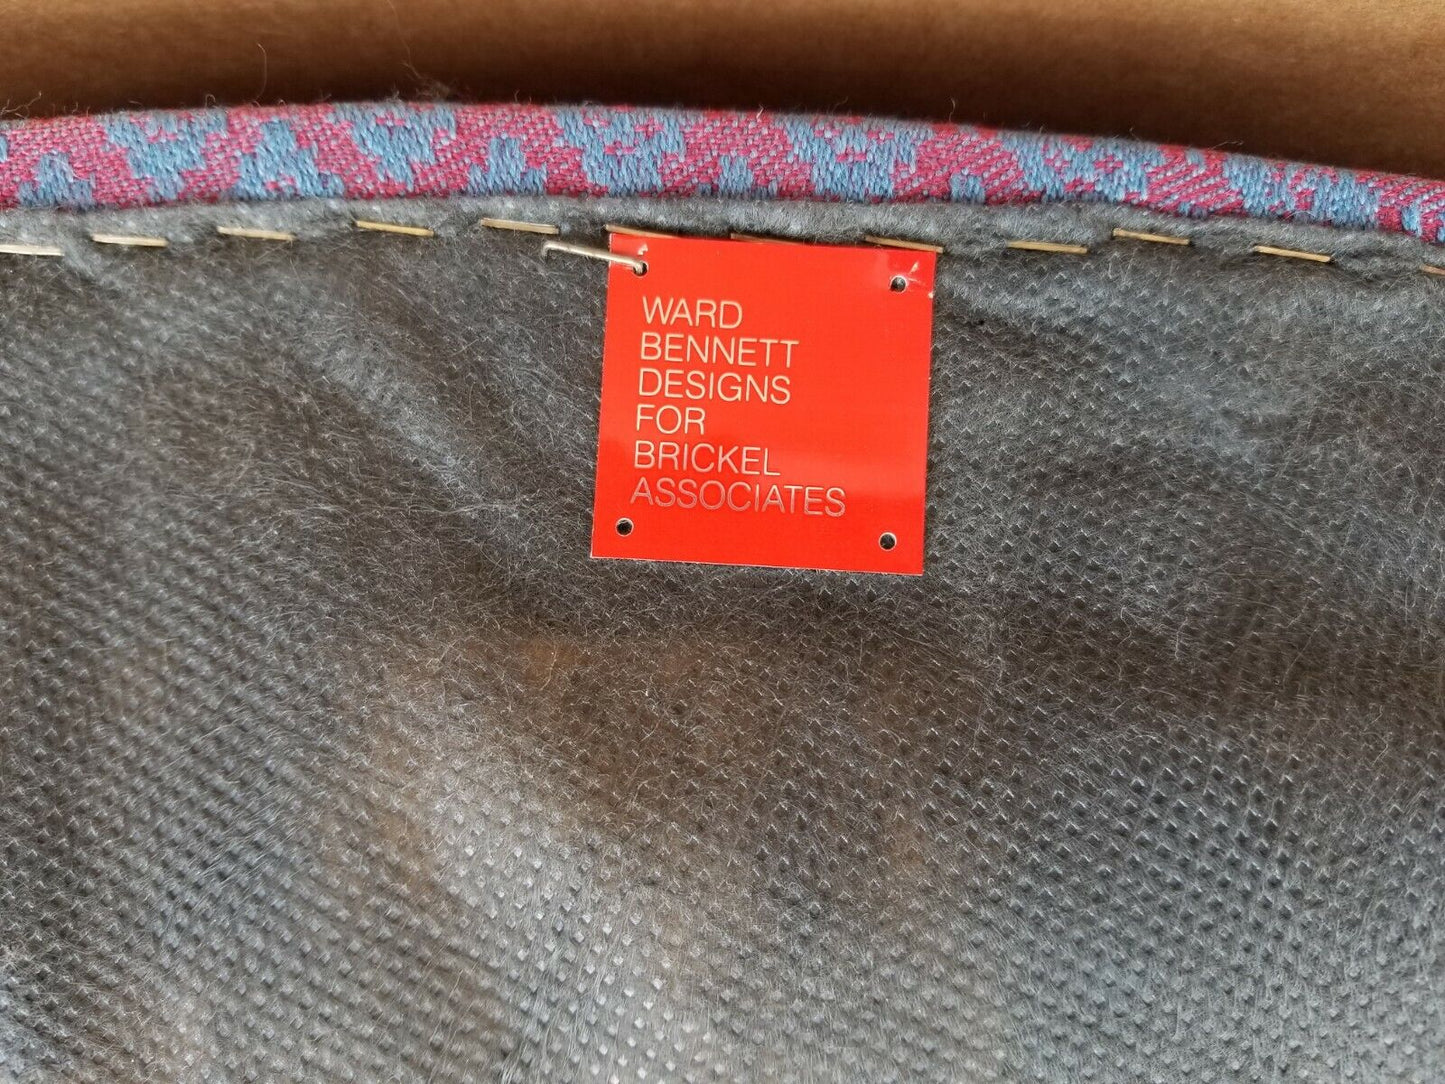 WARD
BENNETT
DESIGNS
FOR
BRICKEL
ASSOCIATES